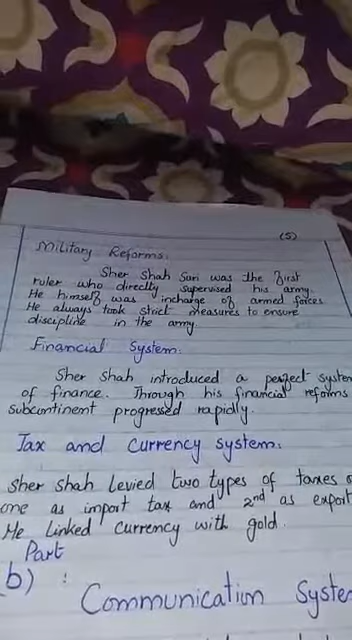 (5)
Military Reforms:
Sher Shah Suri was the first
ruler who directly supervised his army.
He himself was incharge of armed forces
He always took strict measures to ensure
discipline in the army.
Financial System:
Sher Shah introduced a perfect system
of finance. Through his financial reforms
subcontinent progressed rapidly.
Tax and Currency system:
Sher Shah levied two types of taxes
one as import tax and 2nd as export
He Linked currency with gold.
Part
(b) :
Communication Syste